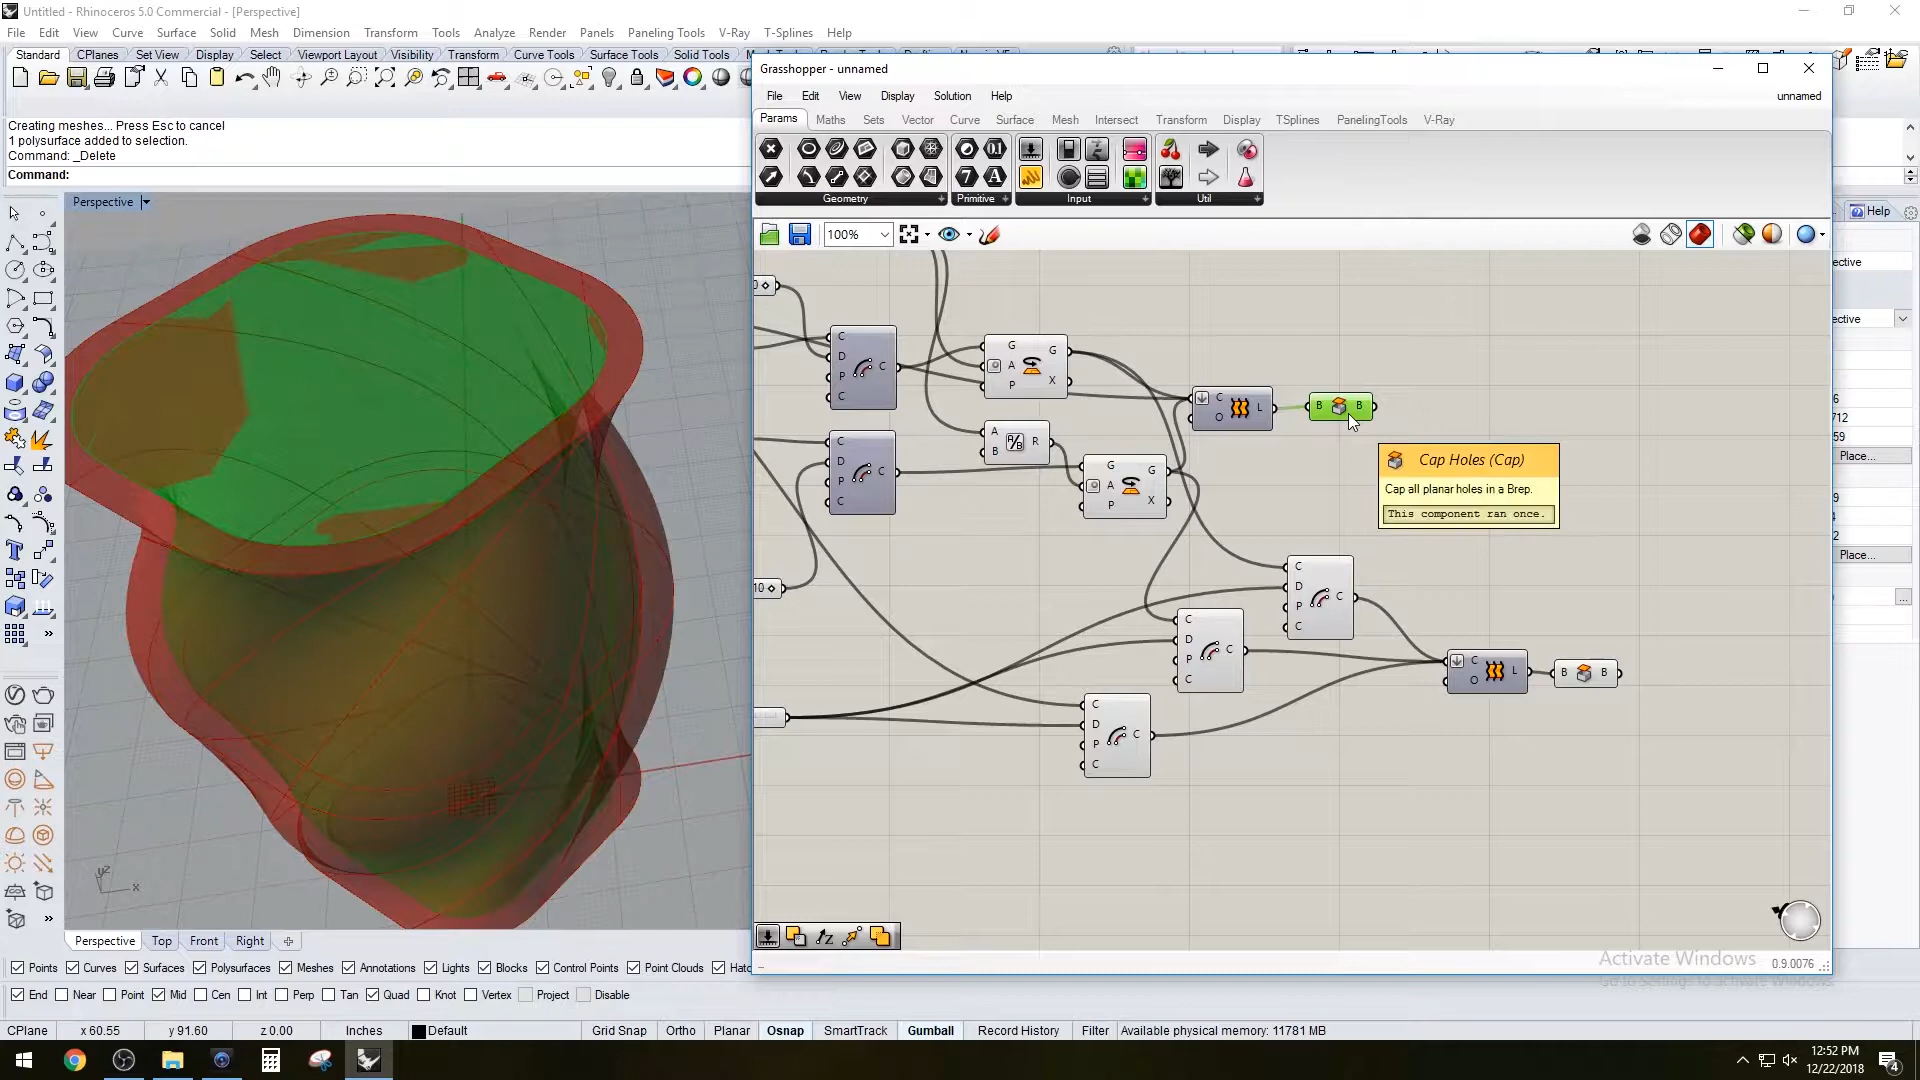 Untitled - Rhinoceros 5.0 Commercial - [Perspective]
File Edit View Curve Surface Solid Mesh Dimension Transform Tools Analyze Render Panels Paneling Tools V-Ray T-Splines Help
Standard CPlanes Set View Display Select Viewport Layout Visibility Transform Curve Tools Surface Tools Solid Tools
Creating meshes... Press Esc to cancel
1 polysurface added to selection.
Command: _Delete
Command:
Perspective
Grasshopper - unnamed
File Edit View Display Solution Help
unnamed
Params Maths Sets Vector Curve Surface Mesh Intersect Transform Display TSplines PanelingTools V-Ray
Geometry Primitive Input Util
100%
Help
C D P C C
G A P G X
C O L
B B
C D P C C
A B A/B R
G A P G X
Cap Holes (Cap)
Cap all planar holes in a Brep.
This component ran once.
10
C D P C C
C D P C C
C O L
B B
C D P C C
Place...
Place...
...
Perspective Top Front Right
Points Curves Surfaces Polysurfaces Meshes Annotations Lights Blocks Control Points Point Clouds
End Near Point Mid Cen Int Perp Tan Quad Knot Vertex Project Disable
Activate Windows
Go to Settings to activate Windows.
0.9.0076
CPlane x 60.55 y 91.60 z 0.00 Inches Default Grid Snap Ortho Planar Osnap SmartTrack Gumball Record History Filter Available physical memory: 11781 MB
12:52 PM
12/22/2018
4